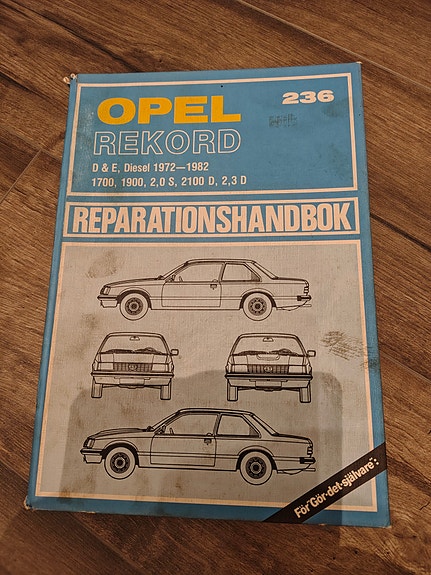 OPEL
236
REKORD
D & E, Diesel 1972—1982
1700, 1900, 2,0 S, 2100 D, 2,3 D
REPARATIONSHANDBOK
För "Gör-det-självare":